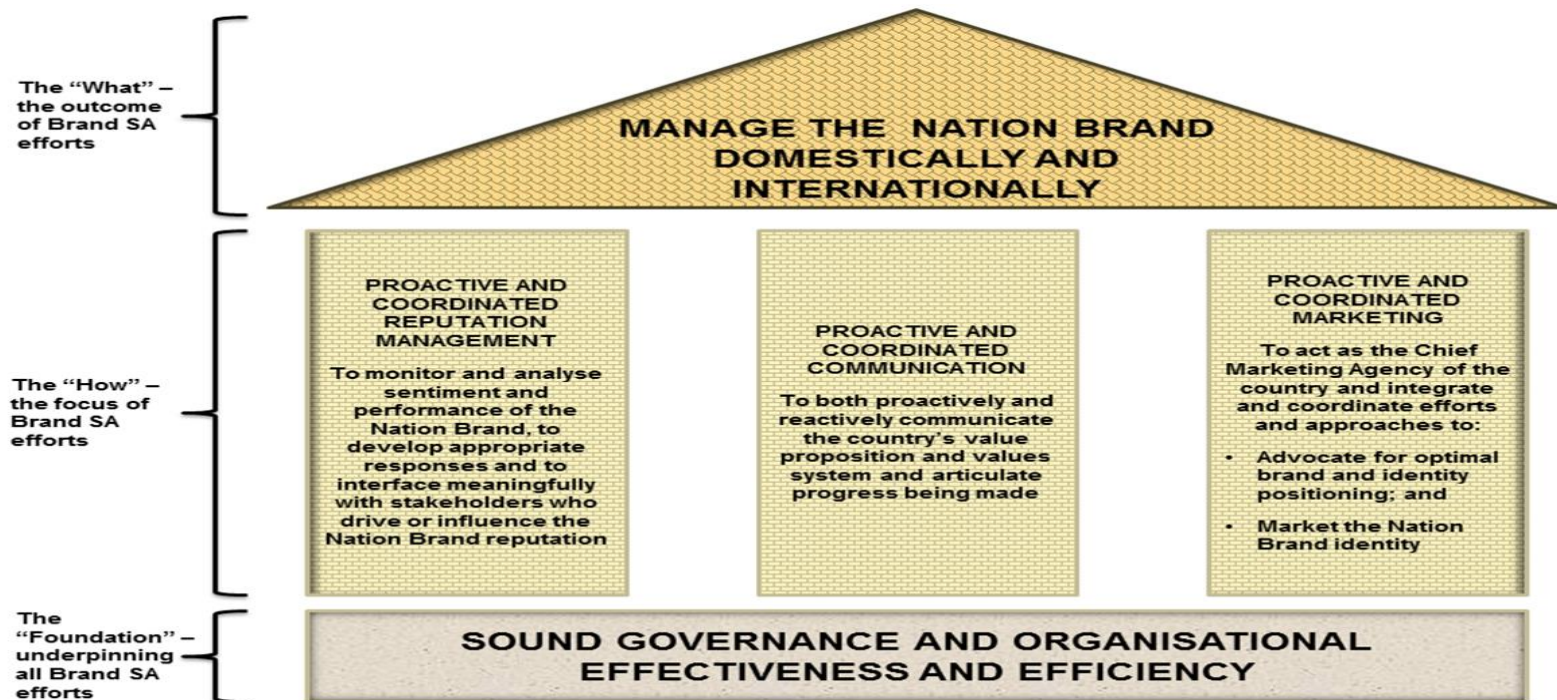 The “What” –
the outcome
of Brand SA
efforts
MANAGE THE NATION BRAND
DOMESTICALLY AND
INTERNATIONALLY
The “How” –
the focus of
Brand SA
efforts
PROACTIVE AND
COORDINATED
REPUTATION
MANAGEMENT
To monitor and analyse
sentiment and
performance of the
Nation Brand, to
develop appropriate
responses and to
interface meaningfully
with stakeholders who
drive or influence the
Nation Brand reputation
PROACTIVE AND
COORDINATED
COMMUNICATION
To both proactively and
reactively communicate
the country’s value
proposition and values
system and articulate
progress being made
PROACTIVE AND
COORDINATED
MARKETING
To act as the Chief
Marketing Agency of the
country and integrate
and coordinate efforts
and approaches to:
• Advocate for optimal
brand and identity
positioning; and
• Market the Nation
Brand identity
The
“Foundation” –
underpinning
all Brand SA
efforts
SOUND GOVERNANCE AND ORGANISATIONAL
EFFECTIVENESS AND EFFICIENCY